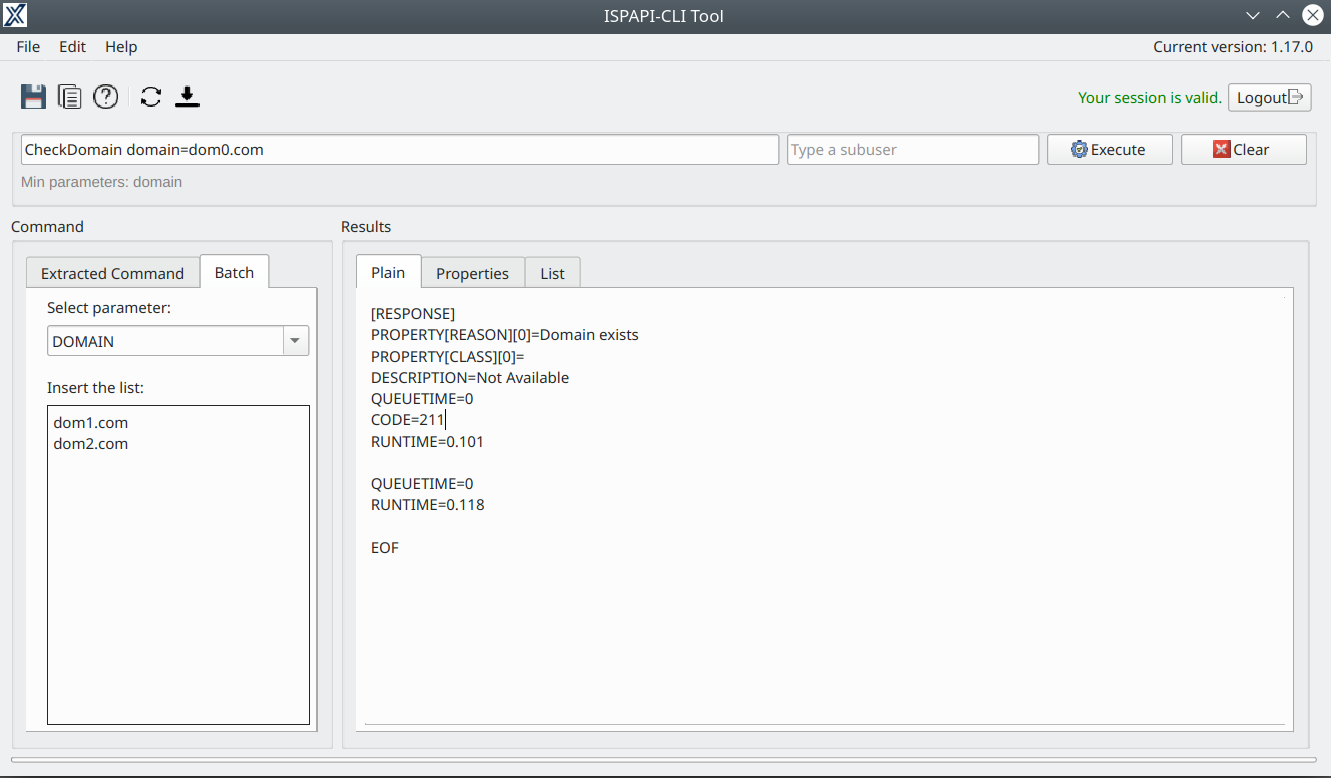 ISPAPI-CLI Tool
File Edit Help Current version: 1.17.0
Your session is valid. Logout
CheckDomain domain=dom0.com Type a subuser Execute Clear
Min parameters: domain
Command Results
Extracted Command Batch Plain Properties List
Select parameter:
DOMAIN
Insert the list:
dom1.com
dom2.com
[RESPONSE]
PROPERTY[REASON][0]=Domain exists
PROPERTY[CLASS][0]=
DESCRIPTION=Not Available
QUEUETIME=0
CODE=211
RUNTIME=0.101
QUEUETIME=0
RUNTIME=0.118
EOF